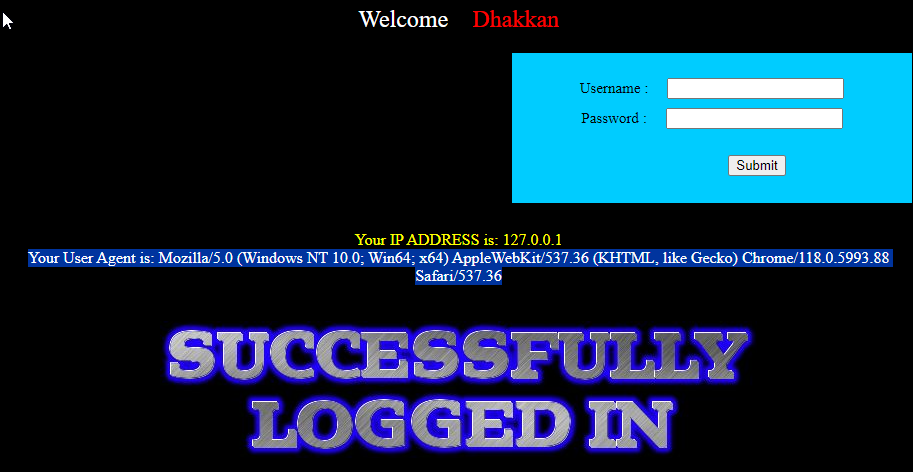 Welcome Dhakkan
Username :
Password :
Submit
Your IP ADDRESS is: 127.0.0.1
Your User Agent is: Mozilla/5.0 (Windows NT 10.0; Win64; x64) AppleWebKit/537.36 (KHTML, like Gecko) Chrome/118.0.5993.88
Safari/537.36
SUCCESSFULLY
LOGGED IN